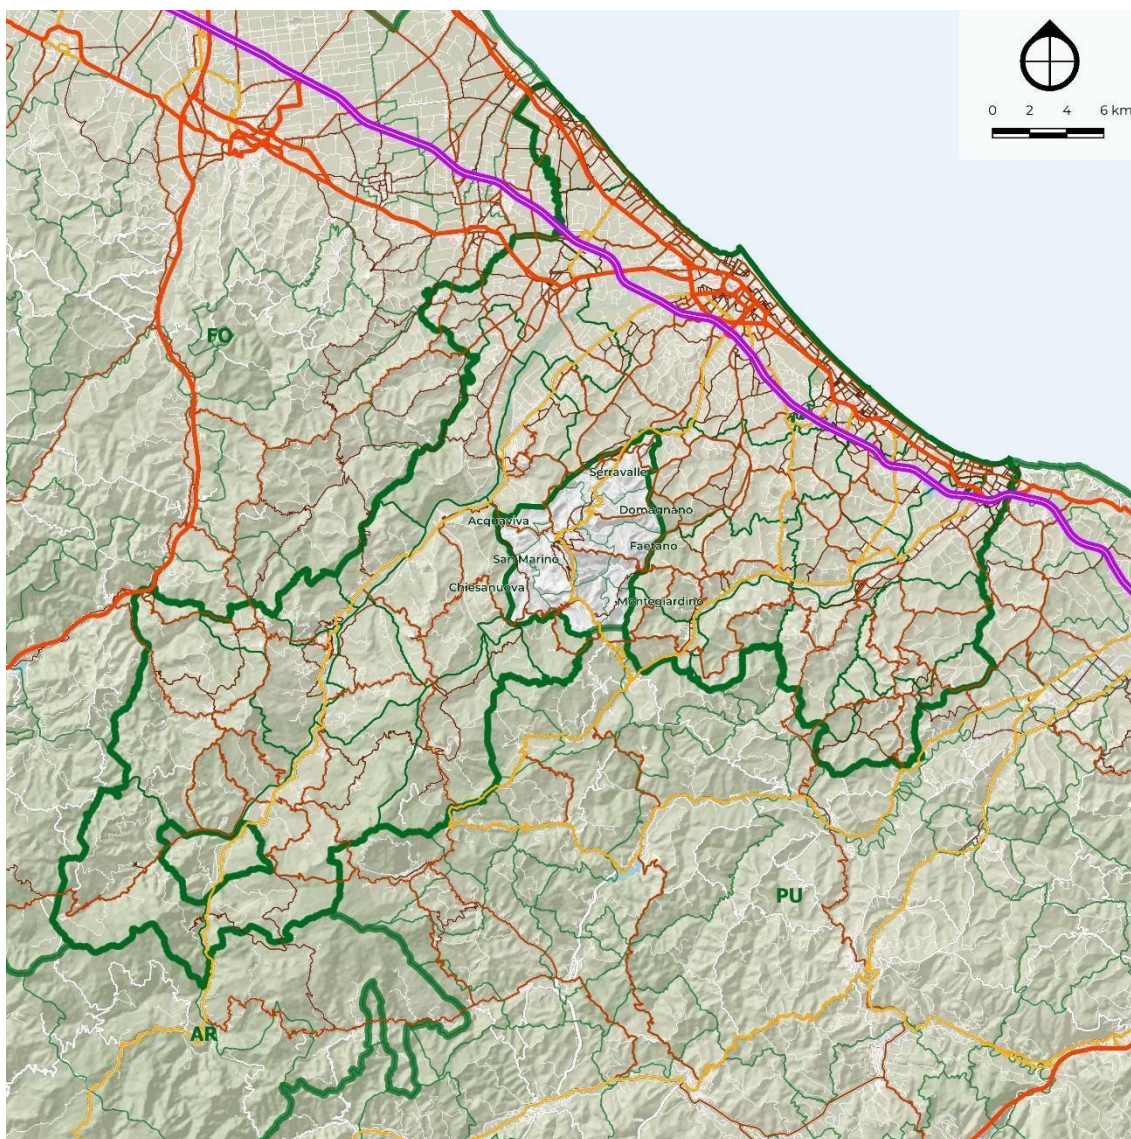 0 2 4 6 km
FO
Serravalle
Domagnano
Acquaviva
Faetano
San Marino
Chiesanuova
Montegiardino
PU
AR